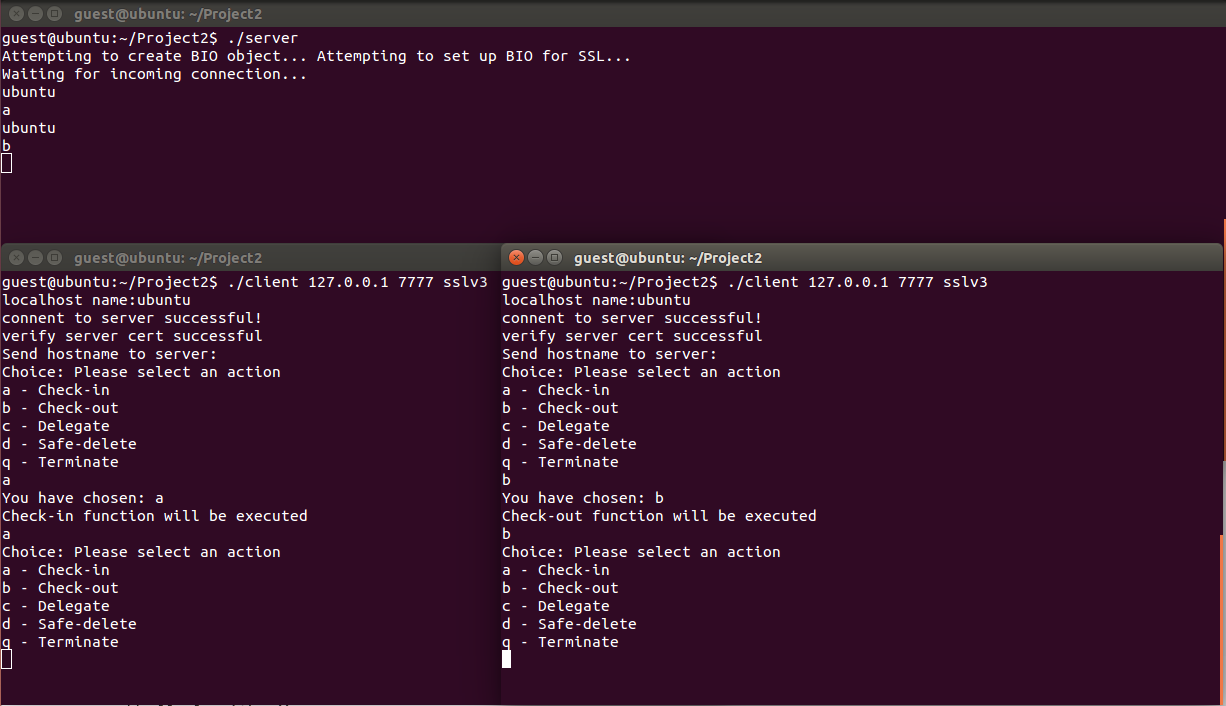 guest@ubuntu: ~/Project2
guest@ubuntu:~/Project2$ ./server
Attempting to create BIO object... Attempting to set up BIO for SSL...
Waiting for incoming connection...
ubuntu
a
ubuntu
b
guest@ubuntu: ~/Project2
guest@ubuntu:~/Project2$ ./client 127.0.0.1 7777 sslv3
localhost name:ubuntu
connent to server successful!
verify server cert successful
Send hostname to server:
Choice: Please select an action
a - Check-in
b - Check-out
c - Delegate
d - Safe-delete
q - Terminate
a
You have chosen: a
Check-in function will be executed
a
Choice: Please select an action
a - Check-in
b - Check-out
c - Delegate
d - Safe-delete
q - Terminate
guest@ubuntu: ~/Project2
guest@ubuntu:~/Project2$ ./client 127.0.0.1 7777 sslv3
localhost name:ubuntu
connent to server successful!
verify server cert successful
Send hostname to server:
Choice: Please select an action
a - Check-in
b - Check-out
c - Delegate
d - Safe-delete
q - Terminate
b
You have chosen: b
Check-out function will be executed
b
Choice: Please select an action
a - Check-in
b - Check-out
c - Delegate
d - Safe-delete
q - Terminate